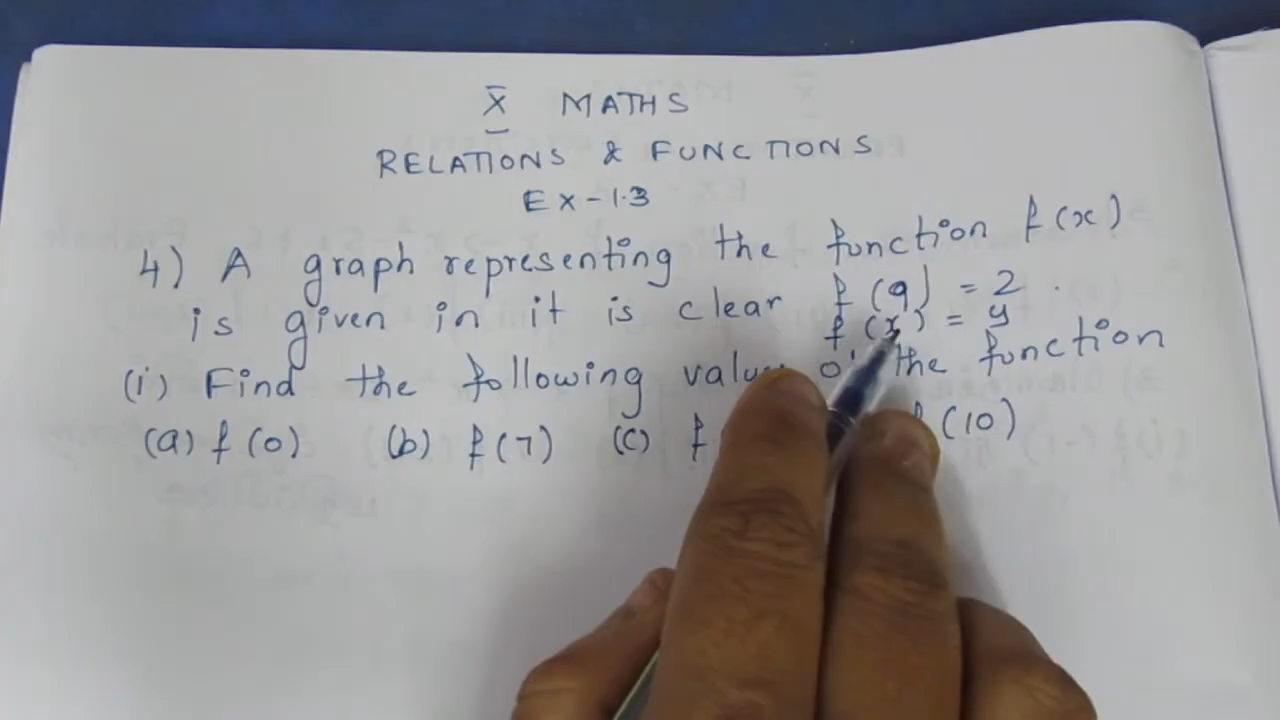 X MATHS
RELATIONS & FUNCTIONS
Ex-1.3
4) A graph representing the function f(x)
is given in it is clear f(9) = 2.
f(x) = y
(i) Find the following the function
(a) f(0) (b) f(7) (c) f (10)